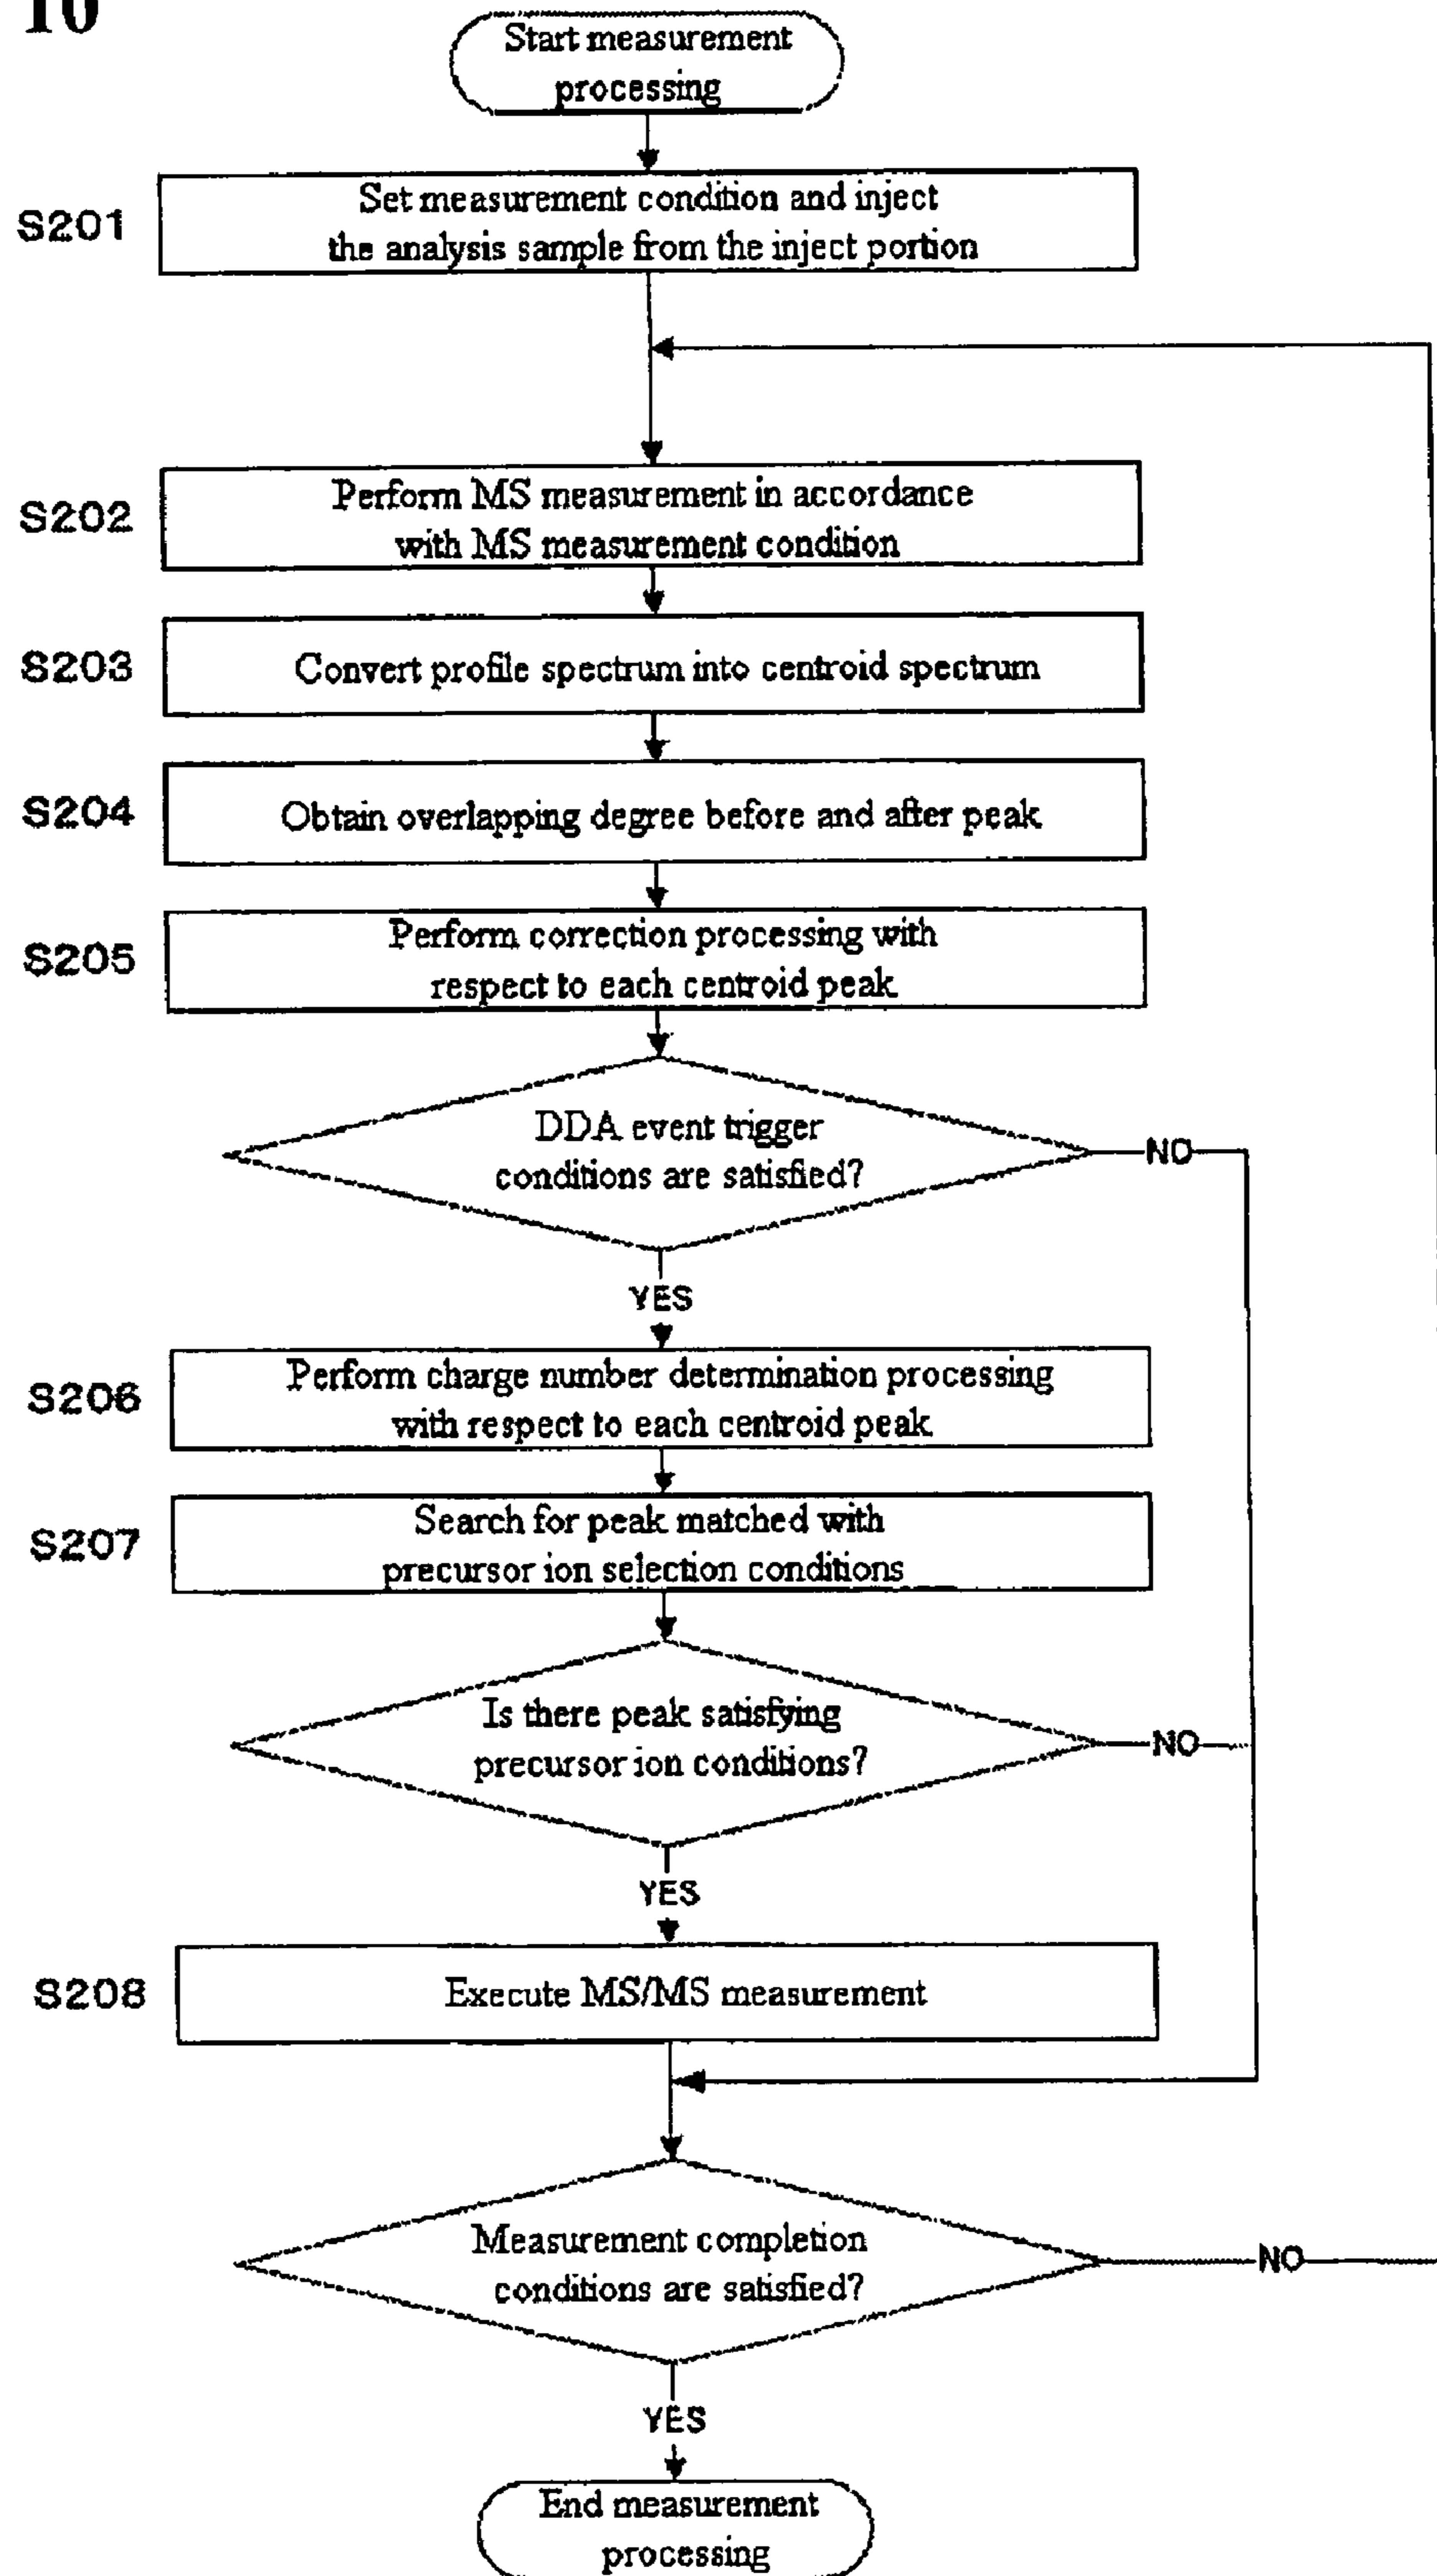 10
Start measurement
processing
S201
Set measurement condition and inject
the analysis sample from the inject portion
S202
Perform MS measurement in accordance
with MS measurement condition
S203
Convert profile spectrum into centroid spectrum
S204
Obtain overlapping degree before and after peak
S205
Perform correction processing with
respect to each centroid peak
DDA event trigger
conditions are satisfied?
NO
YES
S206
Perform charge number determination processing
with respect to each centroid peak
S207
Search for peak matched with
precursor ion selection conditions
Is there peak satisfying
precursor ion conditions?
NO
YES
S208
Execute MS/MS measurement
Measurement completion
conditions are satisfied?
NO
YES
End measurement
processing